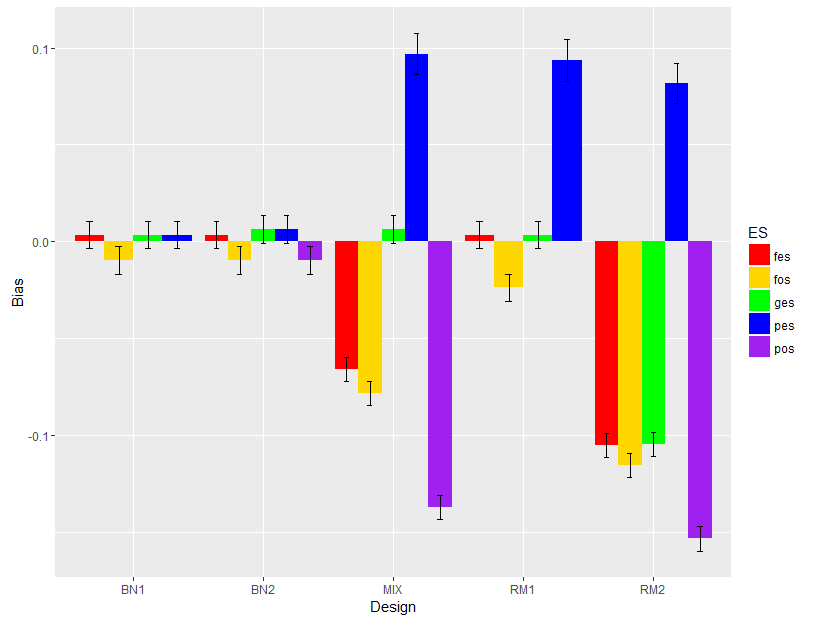 0.1
0.0
-0.1
Bias
BN1 BN2 MIX RM1 RM2
Design
ES
fes
fos
ges
pes
pos